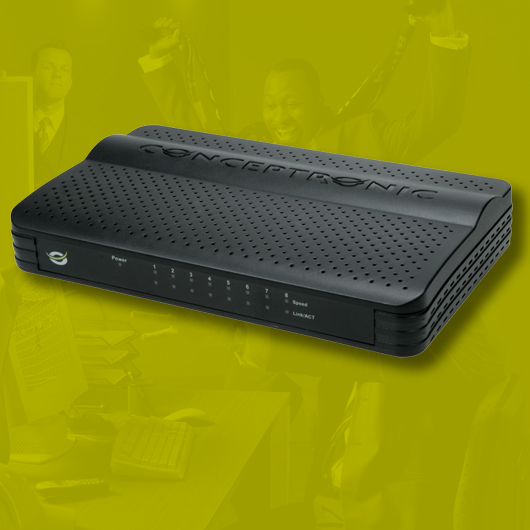 CONCEPTRONIC
Power 1 2 3 4 5 6 7 8
Speed
Link/ACT